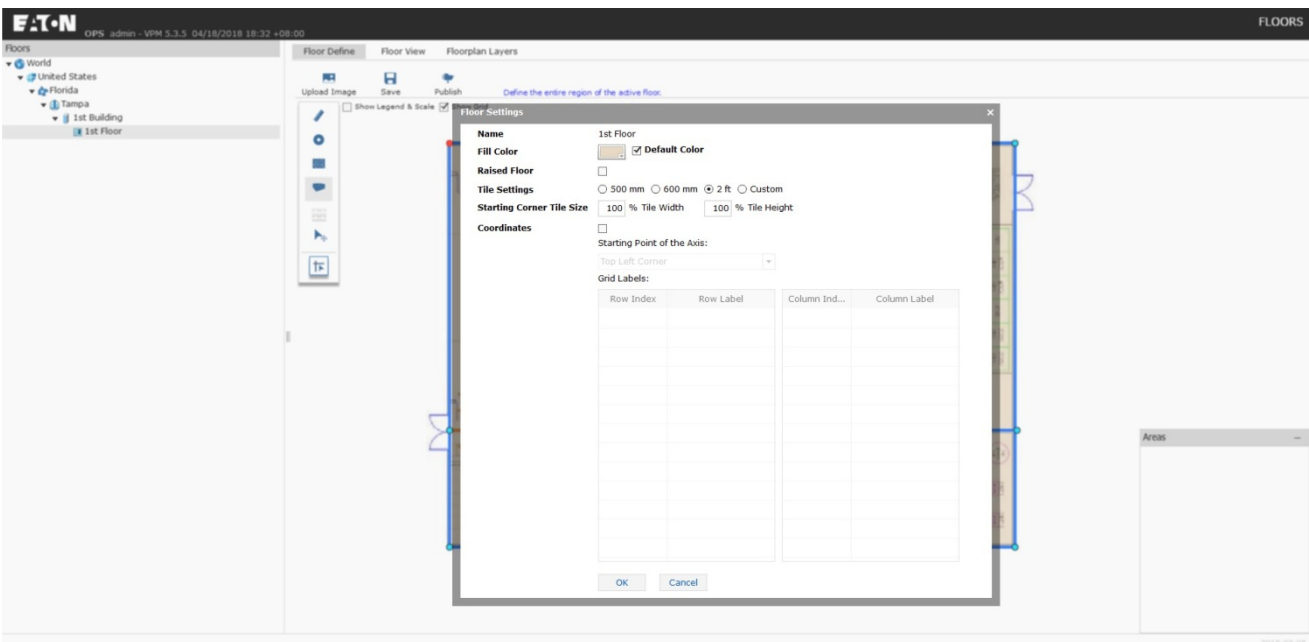 EATON OPS admin - VPM 5.3.5 04/18/2018 18:32 +08:00 FLOORS
Floors
World
United States
Florida
Tampa
1st Building
1st Floor
Floor Define Floor View Floorplan Layers
Upload Image Save Publish Define the entire region of the active floor.
Show Legend & Scale
Floor Settings
Name 1st Floor
Fill Color Default Color
Raised Floor
Tile Settings 500 mm 600 mm 2 ft Custom
Starting Corner Tile Size 100 % Tile Width 100 % Tile Height
Coordinates
Starting Point of the Axis:
Top Left Corner
Grid Labels:
Row Index Row Label Column Ind... Column Label
OK Cancel
Areas